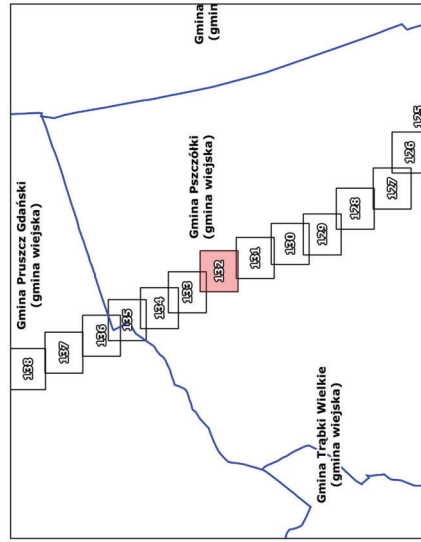 Gmina Pruszcz Gdański
(gmina wiejska)
138
137
136
135
134
133
Gmina Pszczółki
(gmina wiejska)
Gmina
(gmin
132
131
130
129
Gmina Trąbki Wielkie
(gmina wiejska)
128
127
126
125